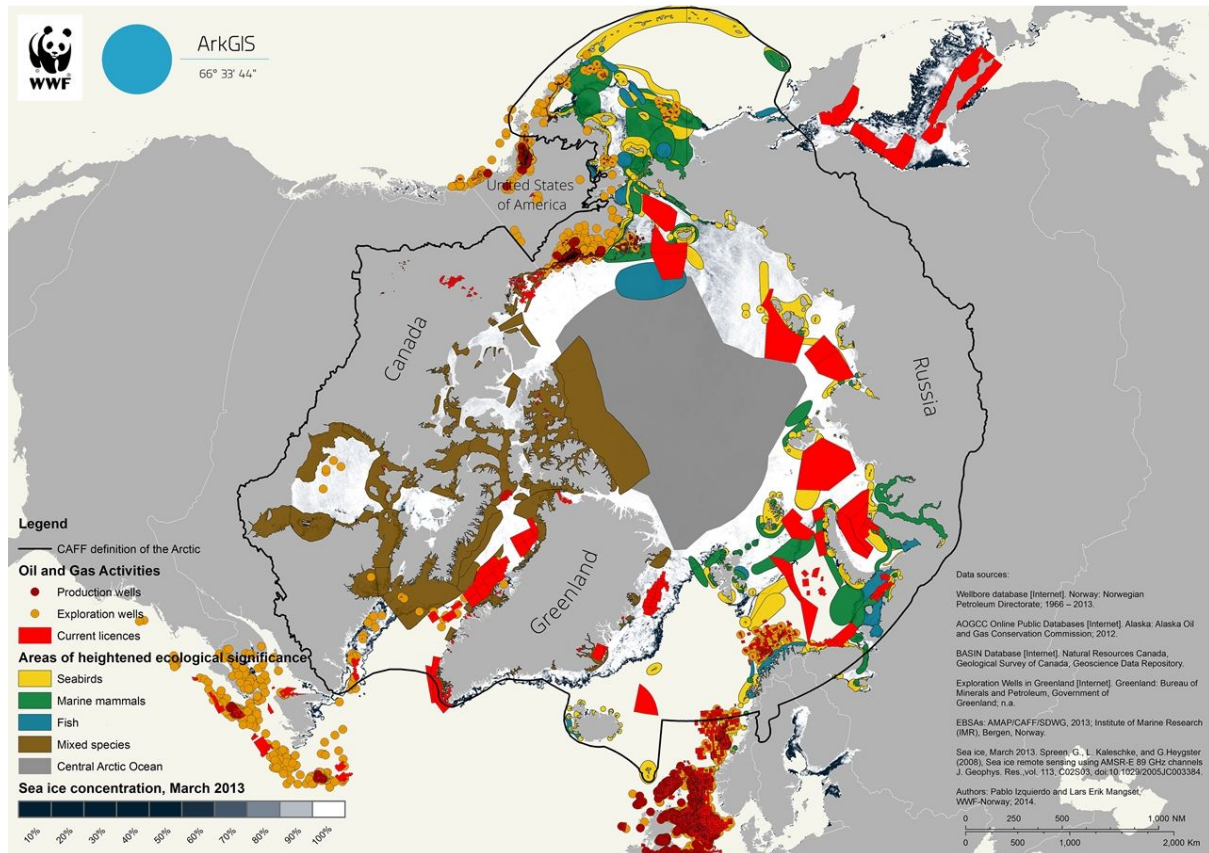 WWF
ArkGIS
66° 33' 44"
United States
of America
Canada
Russia
Greenland
Legend
CAFF definition of the Arctic
Oil and Gas Activities
Production wells
Exploration wells
Current licences
Areas of heightened ecological significance
Seabirds
Marine mammals
Fish
Mixed species
Central Arctic Ocean
Sea ice concentration, March 2013
10% 20% 30% 40% 50% 60% 70% 80% 90% 100%
Data sources:
Wellbore database [Internet]. Norway: Norwegian
Petroleum Directorate; 1966 – 2013.
AOGCC Online Public Databases [Internet]. Alaska: Alaska Oil
and Gas Conservation Commission; 2012.
BASIN Database [Internet]. Natural Resources Canada,
Geological Survey of Canada, Geoscience Data Repository.
Exploration Wells in Greenland [Internet]. Greenland: Bureau of
Minerals and Petroleum, Government of
Greenland; n.a.
EBSAs: AMAP/CAFF/SDWG, 2013; Institute of Marine Research
(IMR), Bergen, Norway.
Sea ice, March 2013. Spreen, G., L. Kaleschke, and G.Heygster
(2008), Sea ice remote sensing using AMSR-E 89 GHz channels
J. Geophys. Res.,vol. 113, C02S03, doi:10.1029/2005JC003384.
Authors: Pablo Izquierdo and Lars Erik Mangset,
WWF-Norway; 2014.
0 250 500 1,000 NM
0 500 1,000 2,000 Km